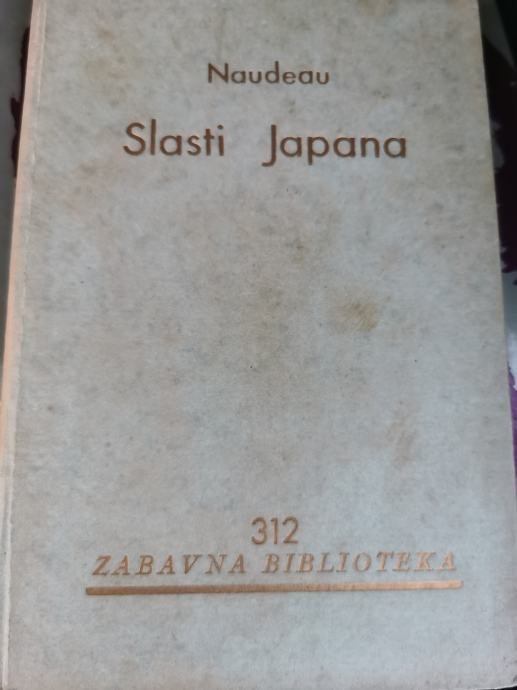 Naudeau
Slasti Japana
312
ZABAVNA BIBLIOTEKA